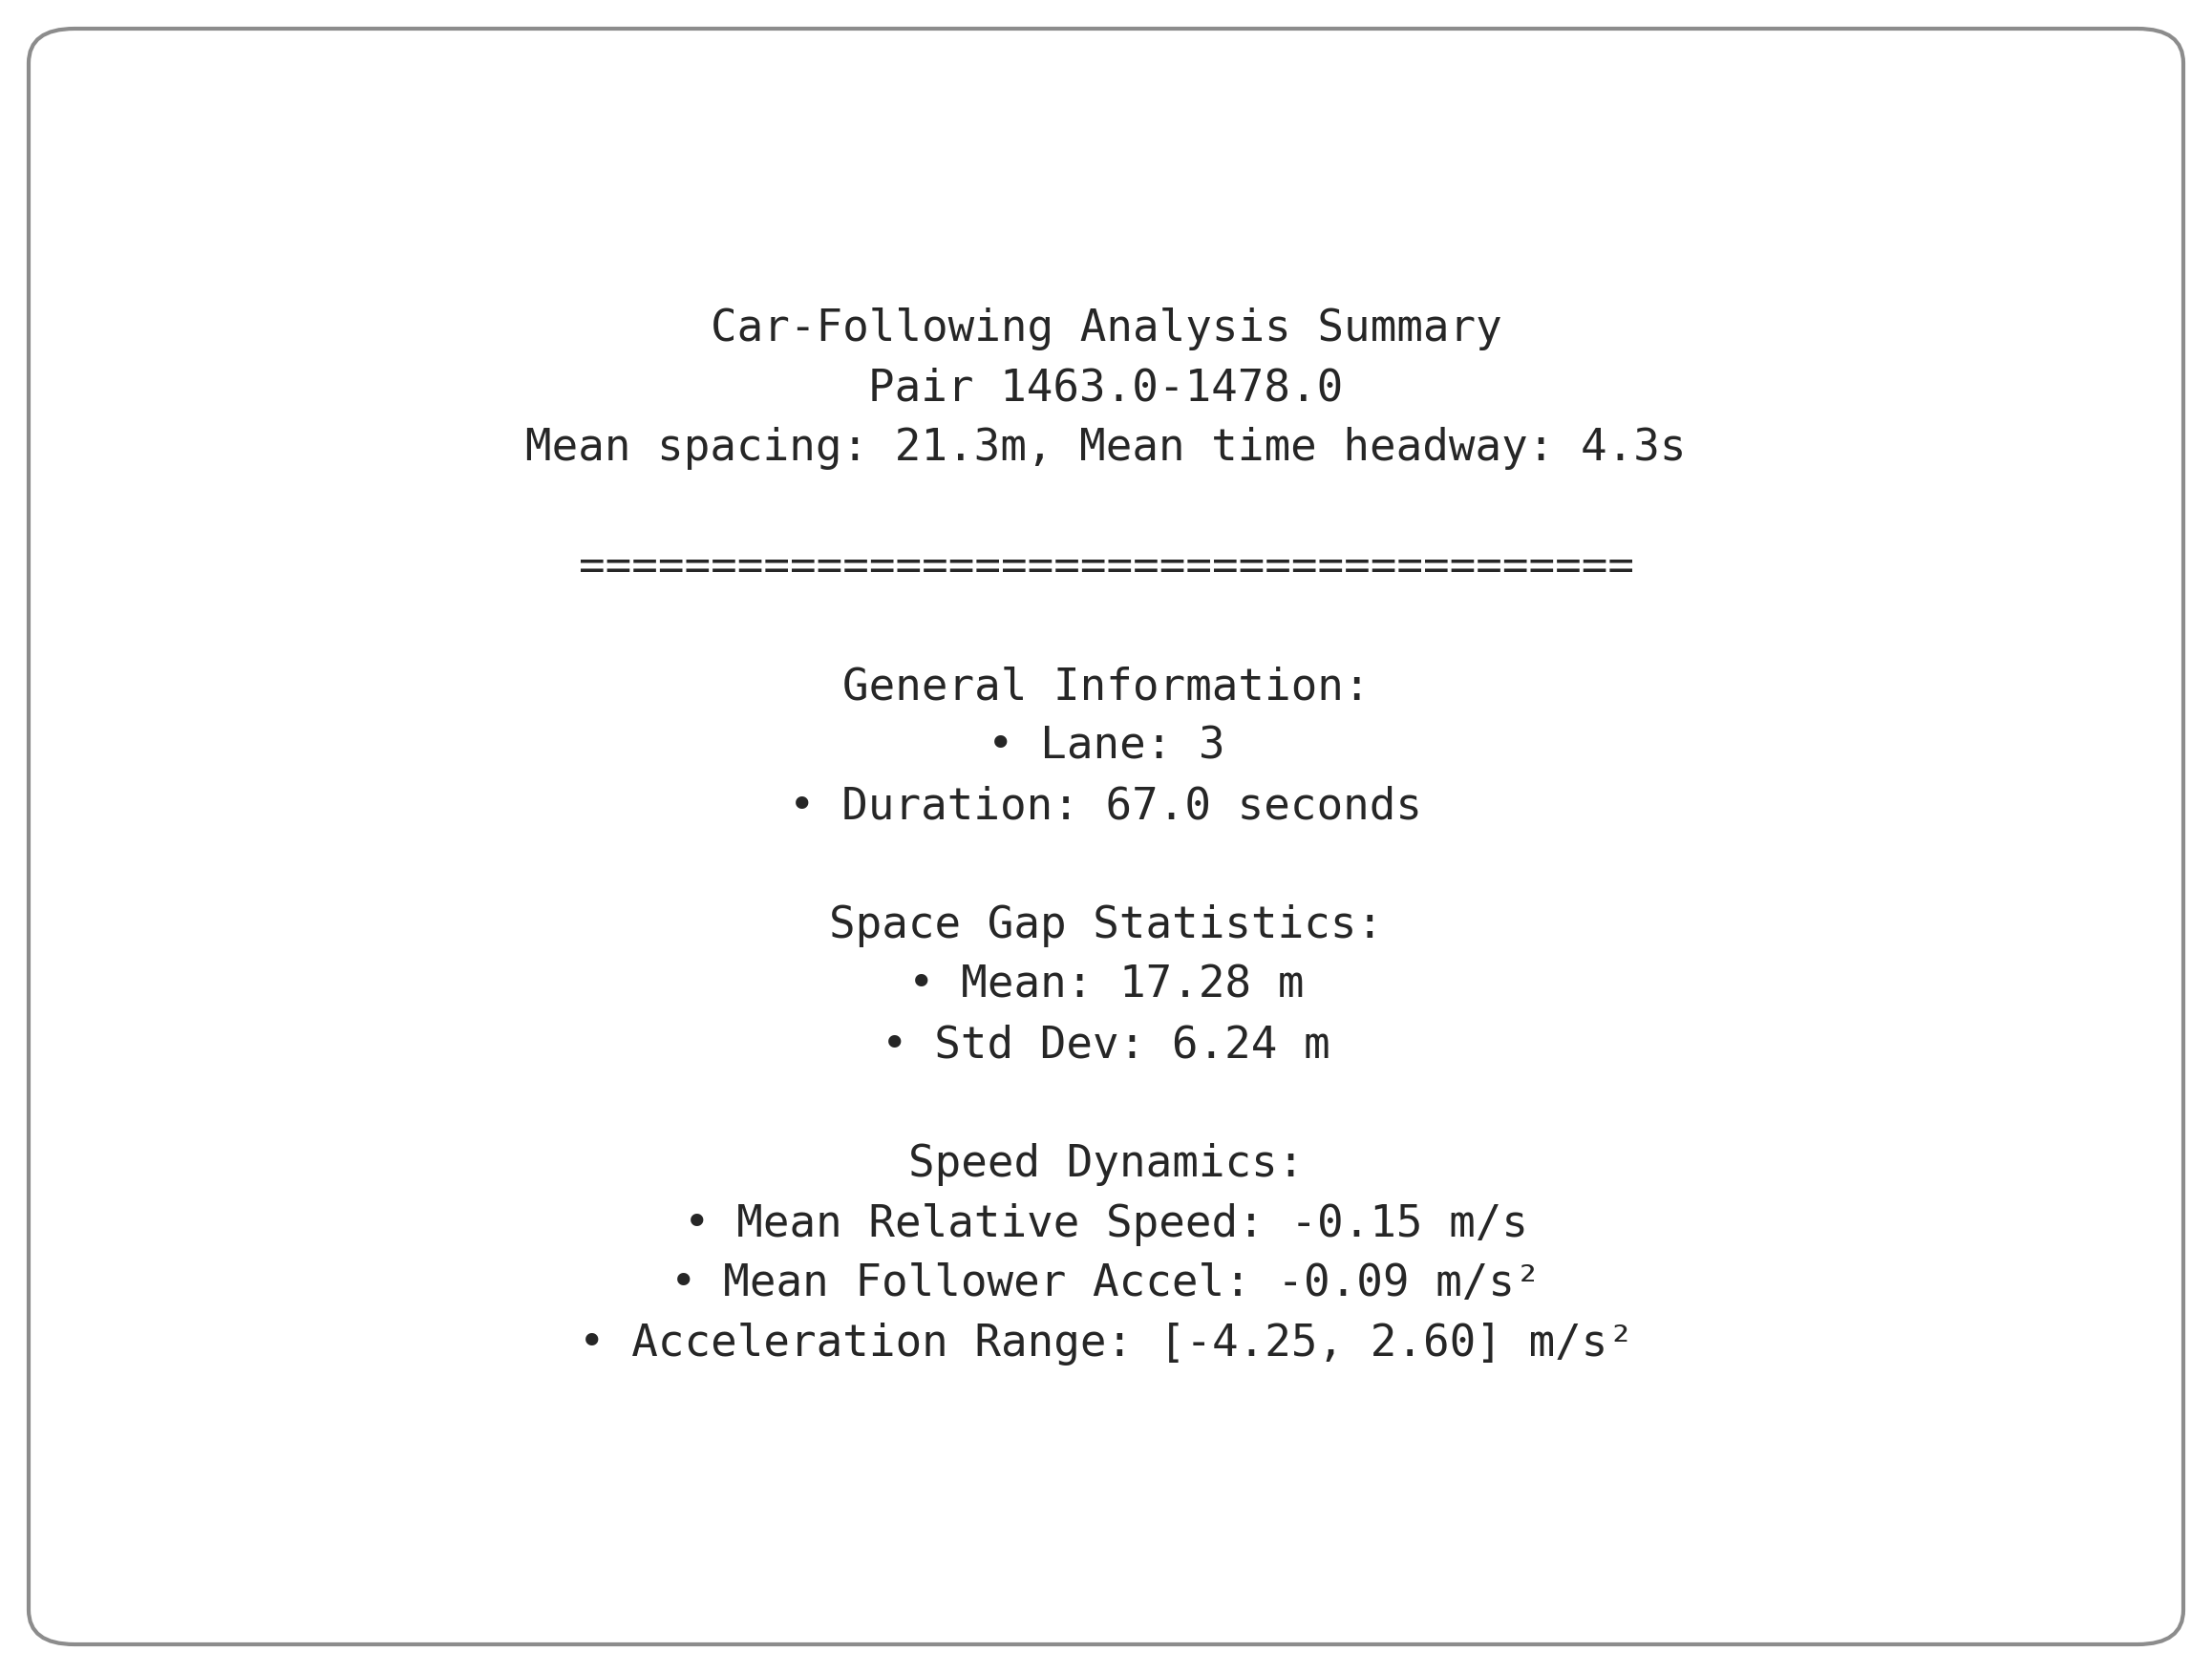 Car-Following Analysis Summary
Pair 1463.0-1478.0
Mean spacing: 21.3m, Mean time headway: 4.3s
========================================
General Information:
• Lane: 3
• Duration: 67.0 seconds
Space Gap Statistics:
• Mean: 17.28 m
• Std Dev: 6.24 m
Speed Dynamics:
• Mean Relative Speed: -0.15 m/s
• Mean Follower Accel: -0.09 m/s²
• Acceleration Range: [-4.25, 2.60] m/s²